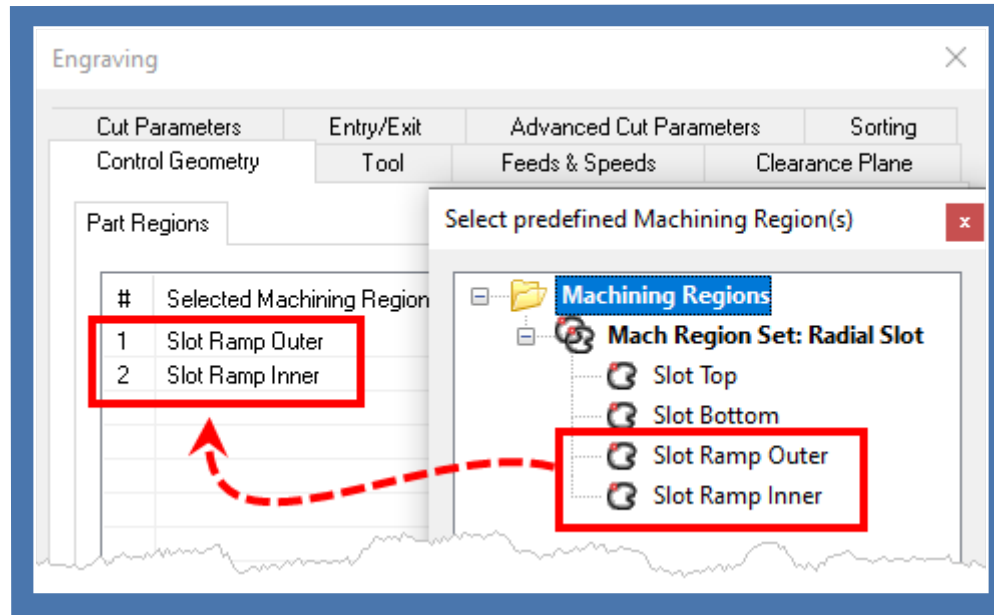 Engraving
Cut Parameters Entry/Exit Advanced Cut Parameters Sorting
Control Geometry Tool Feeds & Speeds Clearance Plane
Part Regions
# Selected Machining Region
1 Slot Ramp Outer
2 Slot Ramp Inner
Select predefined Machining Region(s)
x
Machining Regions
Mach Region Set: Radial Slot
Slot Top
Slot Bottom
Slot Ramp Outer
Slot Ramp Inner